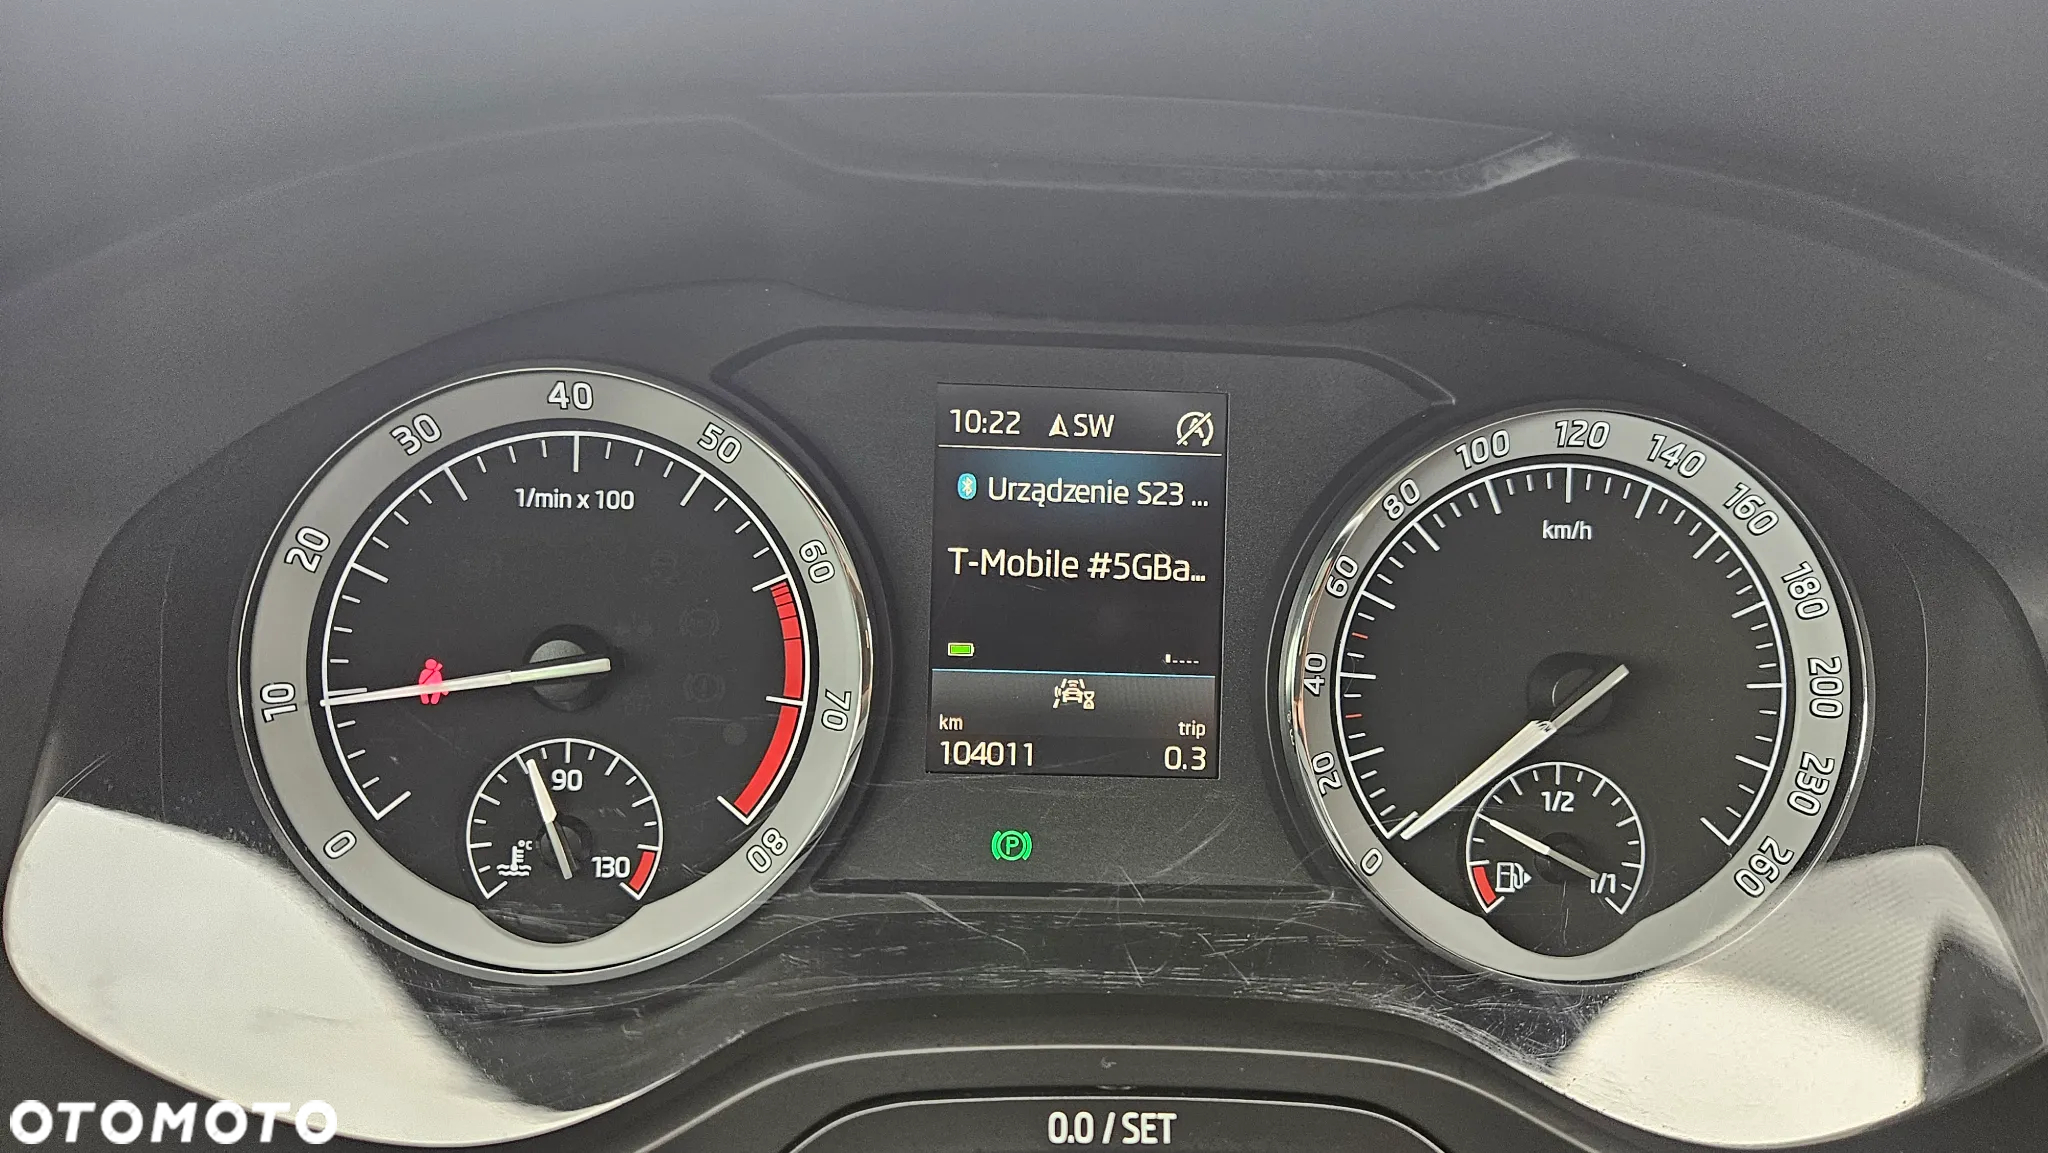 10:22 SW
Urządzenie S23 ...
T-Mobile #5GBa...
km
trip
104011
0.3
0
10
20
30
40
50
60
70
80
1/min x 100
90
°C
130
0
20
40
60
80
100
120
140
160
180
200
230
260
km/h
1/2
1/1
P
0.0 / SET
OTOMOTO